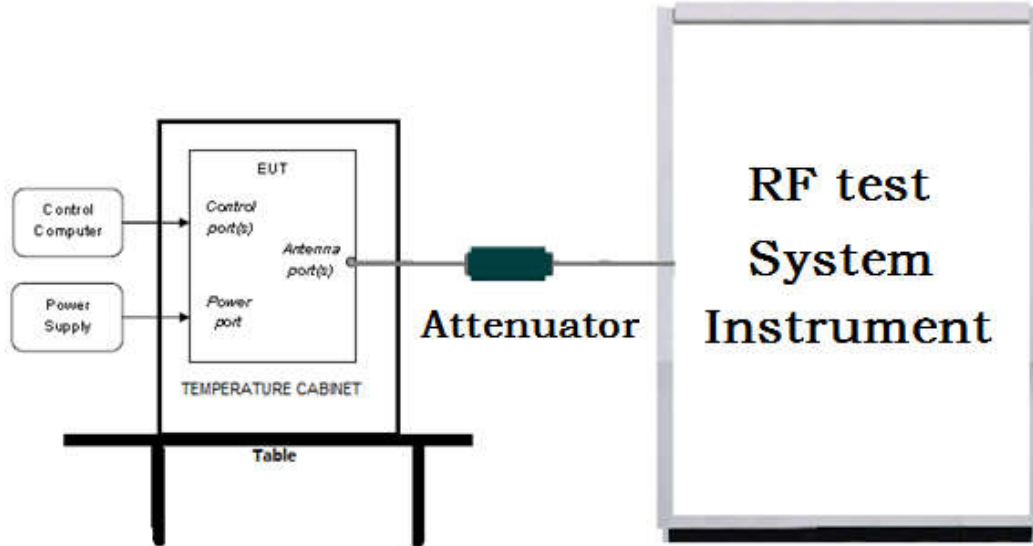 Control
Computer
Power
Supply
EUT
Control
port(s)
Antenna
port(s)
Power
port
TEMPERATURE CABINET
Table
Attenuator
RF test
System
Instrument